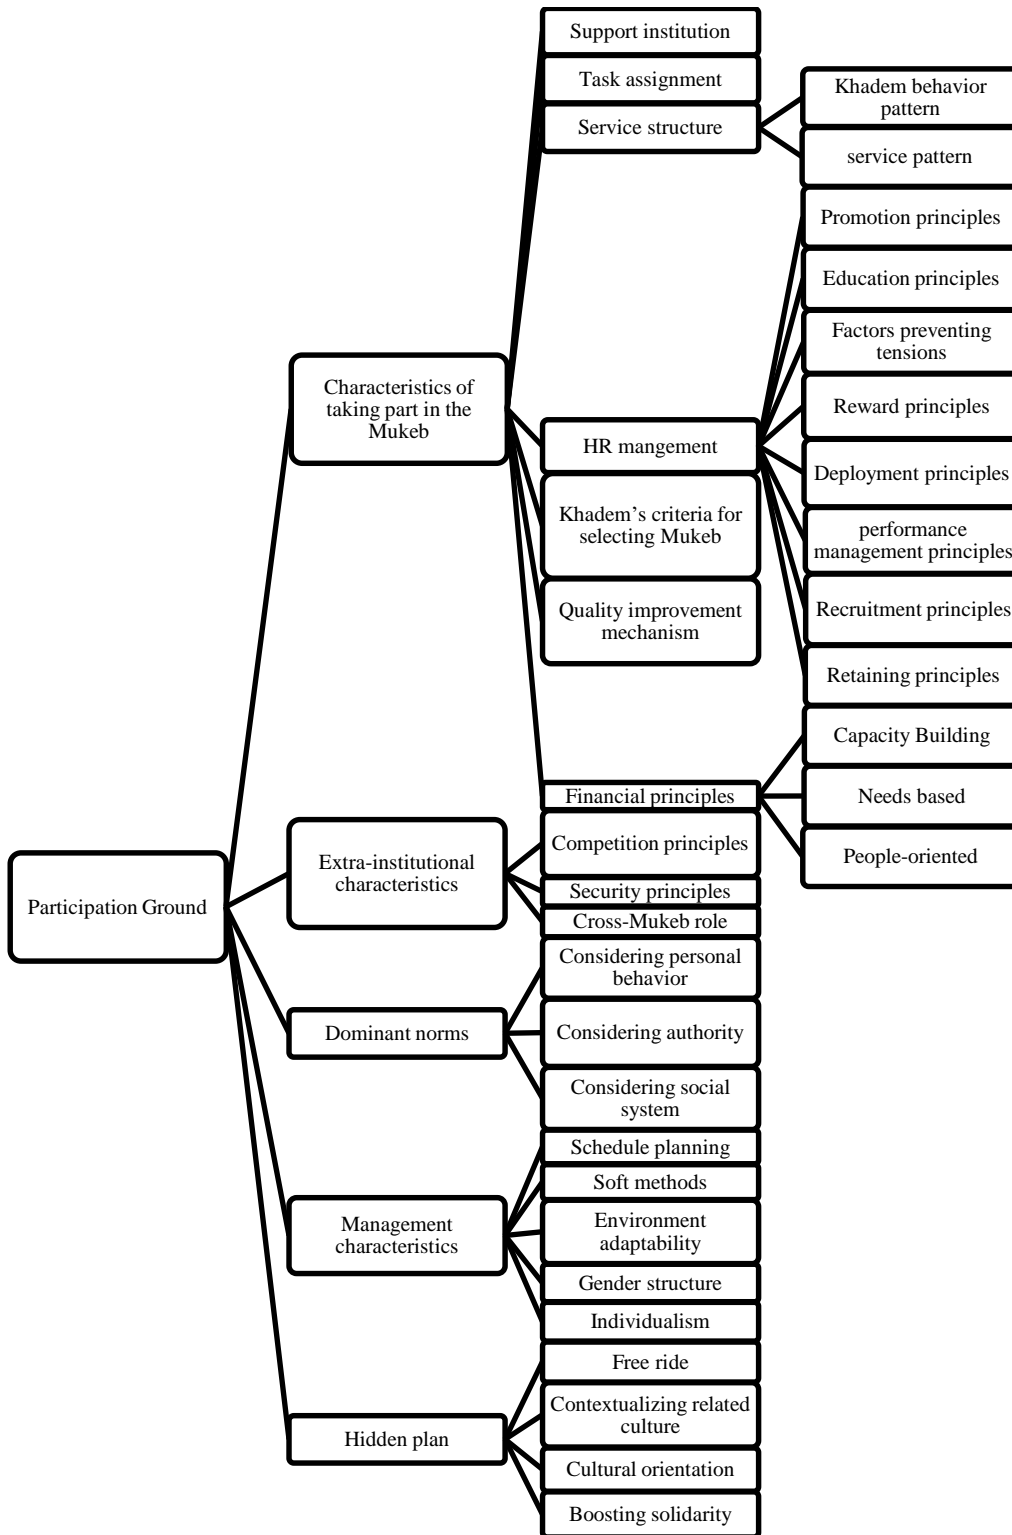 Participation Ground
Characteristics of
taking part in the
Mukeb
Support institution
Task assignment
Service structure
Khadem behavior
pattern
service pattern
HR mangement
Promotion principles
Education principles
Factors preventing
tensions
Reward principles
Deployment principles
performance
management principles
Recruitment principles
Retaining principles
Khadem’s criteria for
selecting Mukeb
Quality improvement
mechanism
Financial principles
Capacity Building
Needs based
People-oriented
Extra-institutional
characteristics
Competition principles
Security principles
Cross-Mukeb role
Dominant norms
Considering personal
behavior
Considering authority
Considering social
system
Management
characteristics
Schedule planning
Soft methods
Environment
adaptability
Gender structure
Individualism
Hidden plan
Free ride
Contextualizing related
culture
Cultural orientation
Boosting solidarity